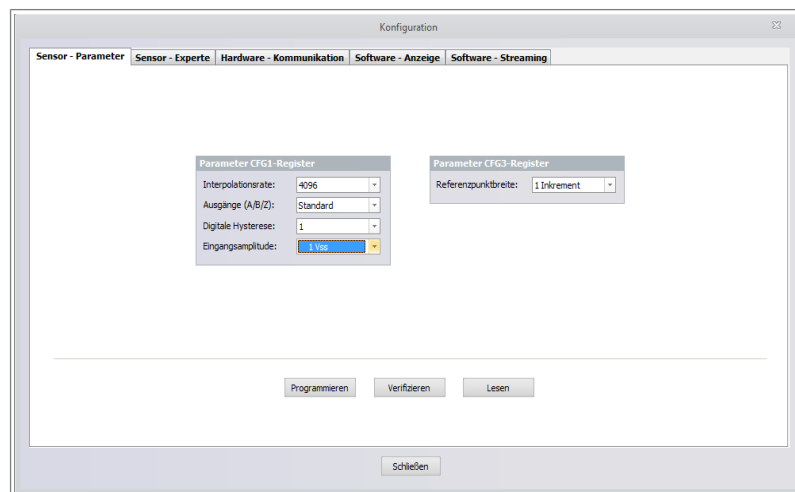 Konfiguration
Sensor - Parameter Sensor - Experte Hardware - Kommunikation Software - Anzeige Software - Streaming
Parameter CFG1-Register
Interpolationsrate: 4096
Ausgänge (A/B/Z): Standard
Digitale Hysterese: 1
Eingangsamplitude: 1 Vss
Parameter CFG3-Register
Referenzpunktbreite: 1 Inkrement
Programmieren Verifizieren Lesen
Schließen